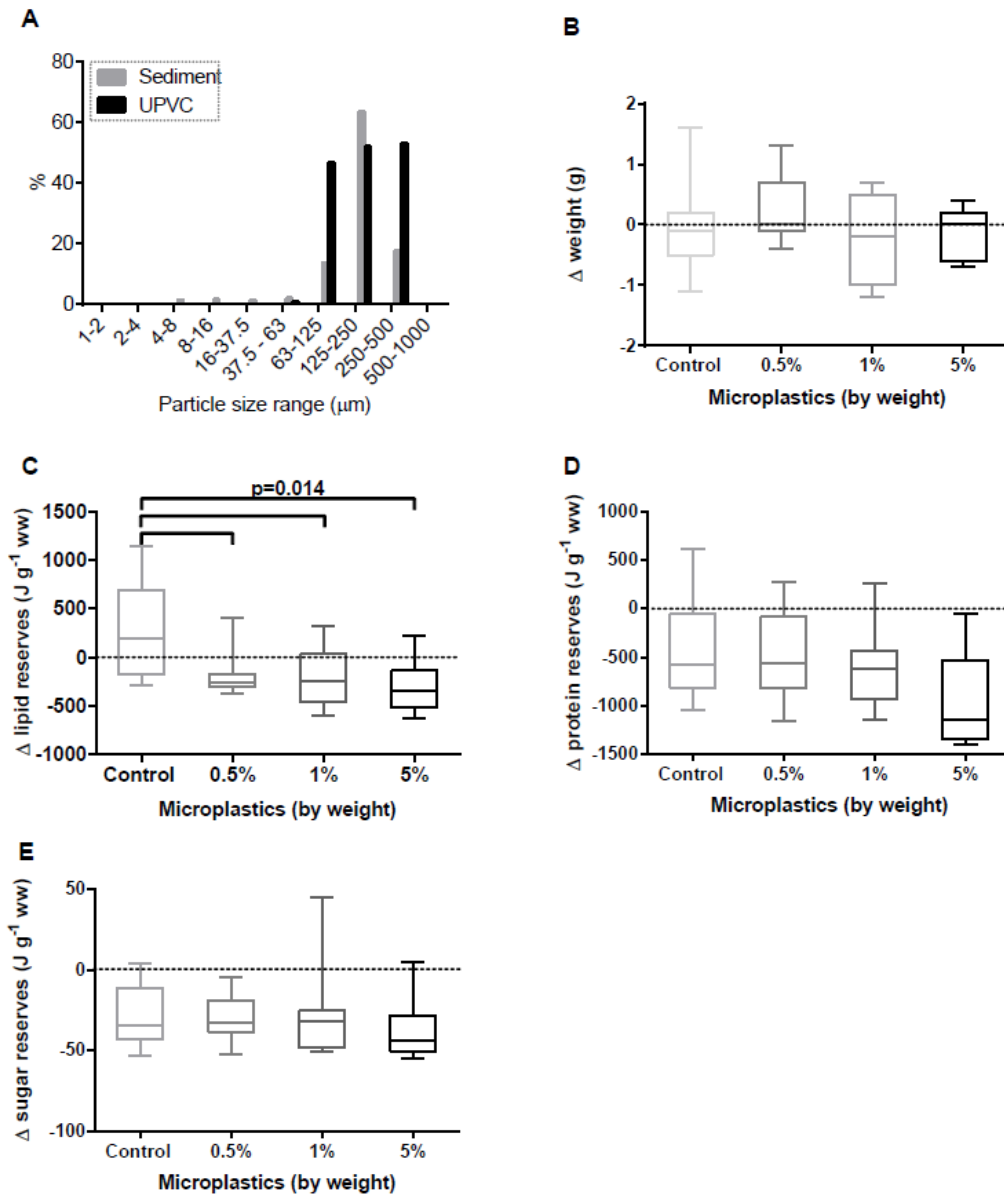 A
80
60
40
20
0
%
Sediment
UPVC
1-2
2-4
4-8
8-16
16-37.5
37.5 - 63
63-125
125-250
250-500
500-1000
Particle size range (μm)
B
2
1
0
-1
-2
Δ weight (g)
Control 0.5% 1% 5%
Microplastics (by weight)
C
p=0.014
1500
1000
500
0
-500
-1000
Δ lipid reserves (J g⁻¹ ww)
Control 0.5% 1% 5%
Microplastics (by weight)
D
1000
500
0
-500
-1000
-1500
Δ protein reserves (J g⁻¹ ww)
Control 0.5% 1% 5%
Microplastics (by weight)
E
50
0
-50
-100
Δ sugar reserves (J g⁻¹ ww)
Control 0.5% 1% 5%
Microplastics (by weight)